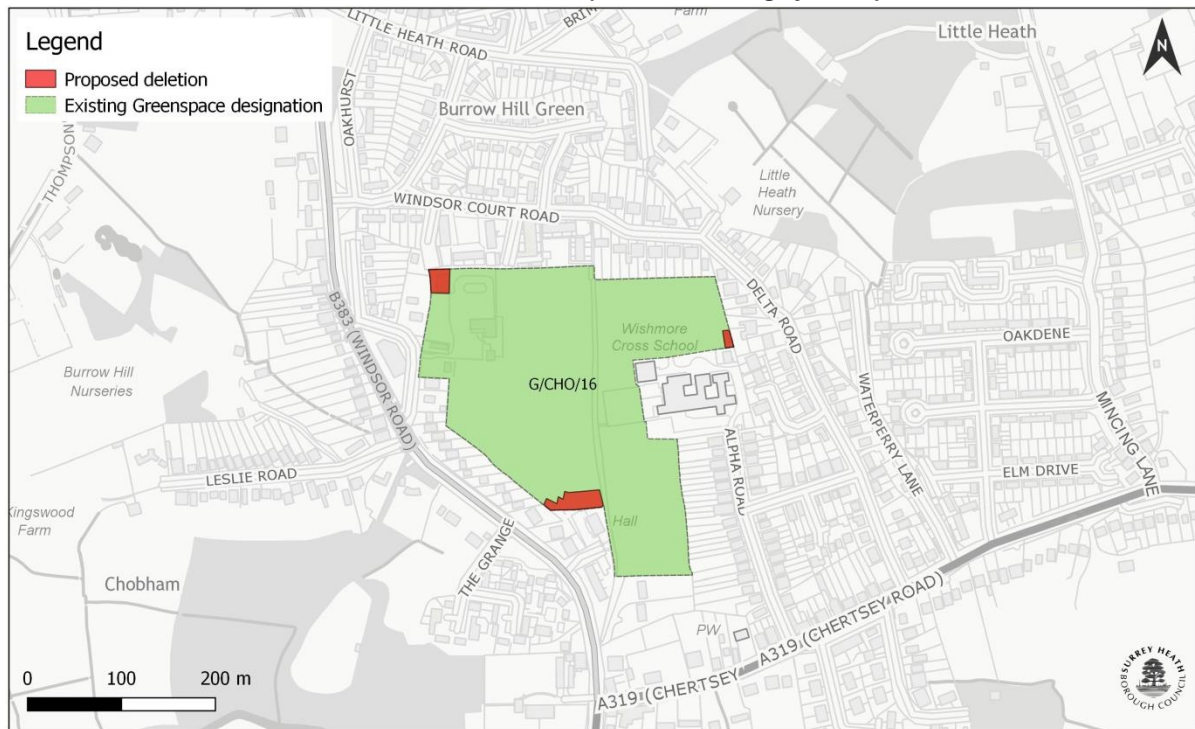 Legend
Proposed deletion
Existing Greenspace designation
N
LITTLE HEATH ROAD
Farm
Little Heath
OAKHURST
Burrow Hill Green
THOMPSON'
Little
Heath
Nursery
WINDSOR COURT ROAD
B383 (WINDSOR ROAD)
DELTA ROAD
Wishmore
Cross School
OAKDENE
Burrow Hill
Nurseries
G/CHO/16
WATERPERRY LANE
MINCING LANE
ALPHA ROAD
LESLIE ROAD
ELM DRIVE
Kingswood
Farm
Hall
THE GRANGE
Chobham
PW
A319 (CHERTSEY
A319 (CHERTSEY ROAD)
0 100 200 m
SURREY HEATH
BOROUGH COUNCIL